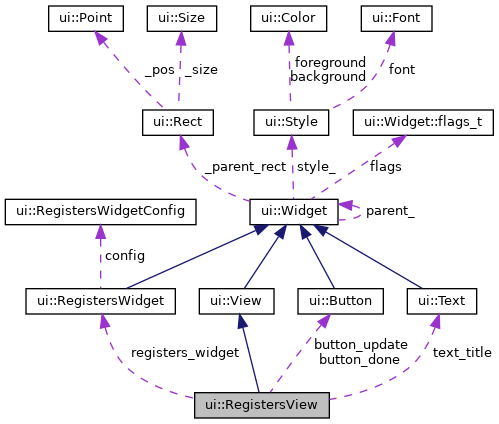 ui::Point
ui::Size
ui::Color
ui::Font
_pos
_size
foreground
background
font
ui::Rect
ui::Style
ui::Widget::flags_t
_parent_rect
style_
flags
ui::RegistersWidgetConfig
ui::Widget
parent_
config
ui::RegistersWidget
ui::View
ui::Button
ui::Text
registers_widget
button_update
button_done
text_title
ui::RegistersView